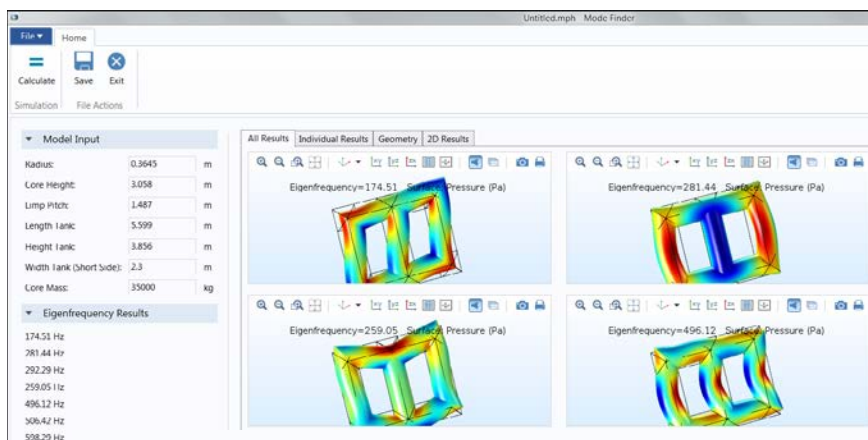 Untitled.mph Mode Finder
File Home
Calculate Save Exit
Simulation File Actions
Model Input
Radius: 0.3645 m
Core Height: 3.058 m
Limp Pitch: 1.487 m
Length Tank: 5.599 m
Height Tank: 3.856 m
Width Tank (Short Side): 2.3 m
Core Mass: 35000 kg
Eigenfrequency Results
174.51 Hz
281.44 Hz
292.29 Hz
259.05 Hz
496.12 Hz
506.42 Hz
598.29 Hz
All Results Individual Results Geometry 2D Results
Eigenfrequency=174.51 Surface: Pressure (Pa)
Eigenfrequency=281.44 Surface: Pressure (Pa)
Eigenfrequency=259.05 Surface: Pressure (Pa)
Eigenfrequency=496.12 Surface: Pressure (Pa)